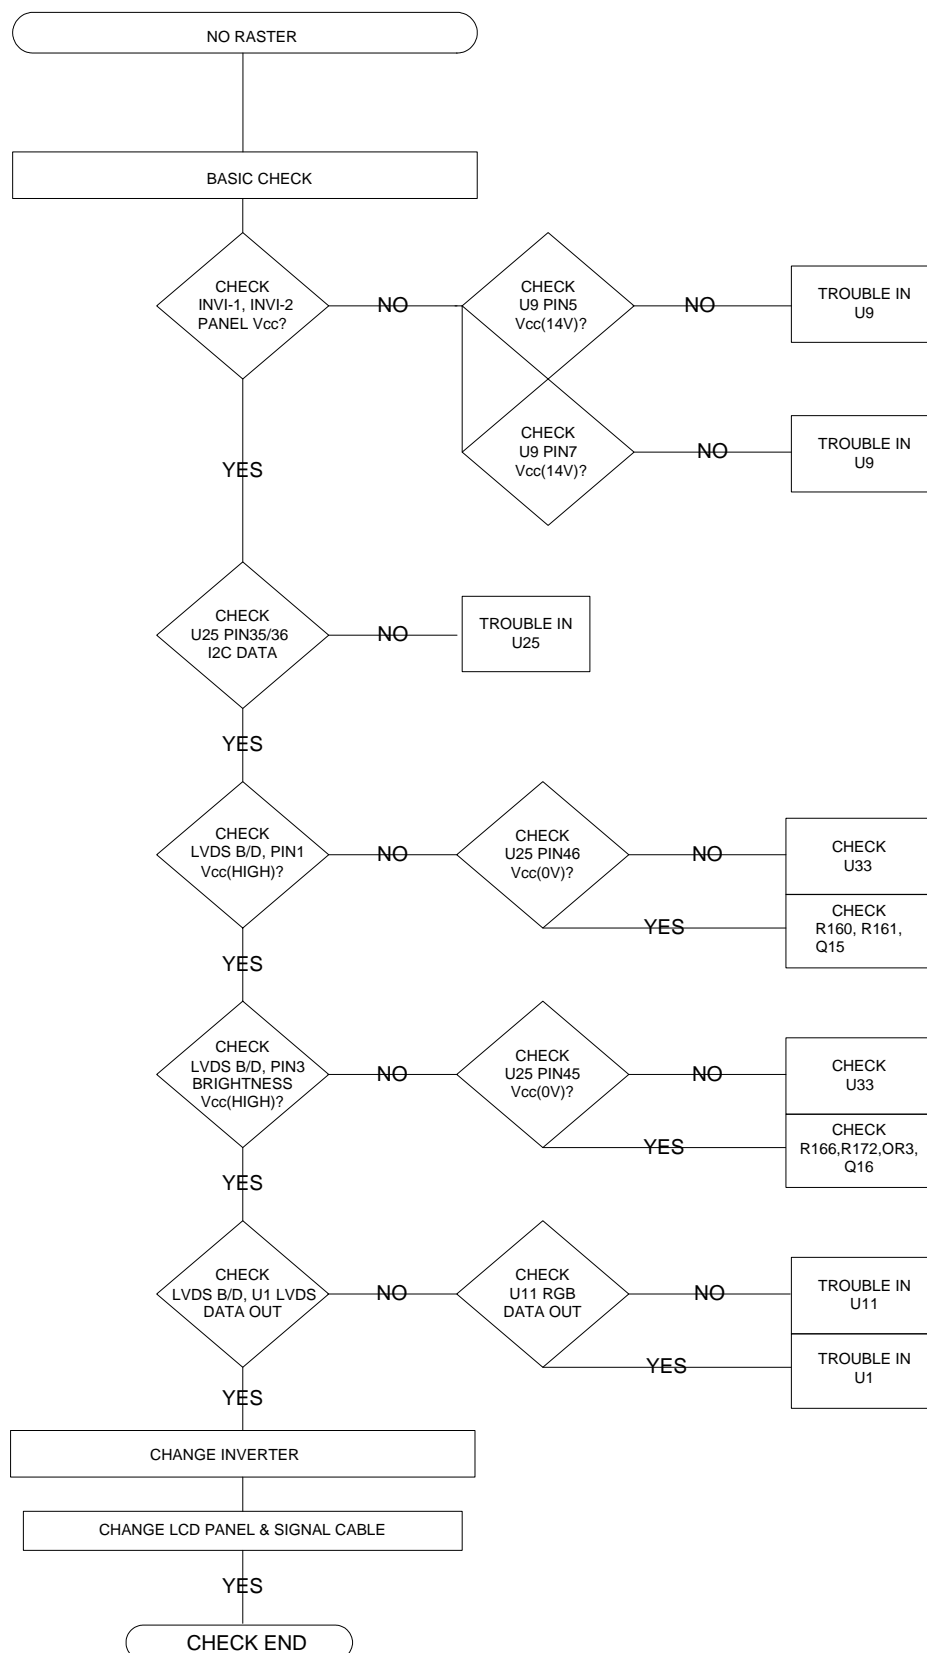 NO RASTER
BASIC CHECK
CHECK
INVI-1, INVI-2
PANEL Vcc?
NO
CHECK
U9 PIN5
Vcc(14V)?
NO
TROUBLE IN
U9
CHECK
U9 PIN7
Vcc(14V)?
NO
TROUBLE IN
U9
YES
CHECK
U25 PIN35/36
I2C DATA
NO
TROUBLE IN
U25
YES
CHECK
LVDS B/D, PIN1
Vcc(HIGH)?
NO
CHECK
U25 PIN46
Vcc(0V)?
NO
CHECK
U33
YES
CHECK
R160, R161,
Q15
YES
CHECK
LVDS B/D, PIN3
BRIGHTNESS
Vcc(HIGH)?
NO
CHECK
U25 PIN45
Vcc(0V)?
NO
CHECK
U33
YES
CHECK
R166,R172,OR3,
Q16
YES
CHECK
LVDS B/D, U1 LVDS
DATA OUT
NO
CHECK
U11 RGB
DATA OUT
NO
TROUBLE IN
U11
YES
TROUBLE IN
U1
YES
CHANGE INVERTER
CHANGE LCD PANEL & SIGNAL CABLE
YES
CHECK END